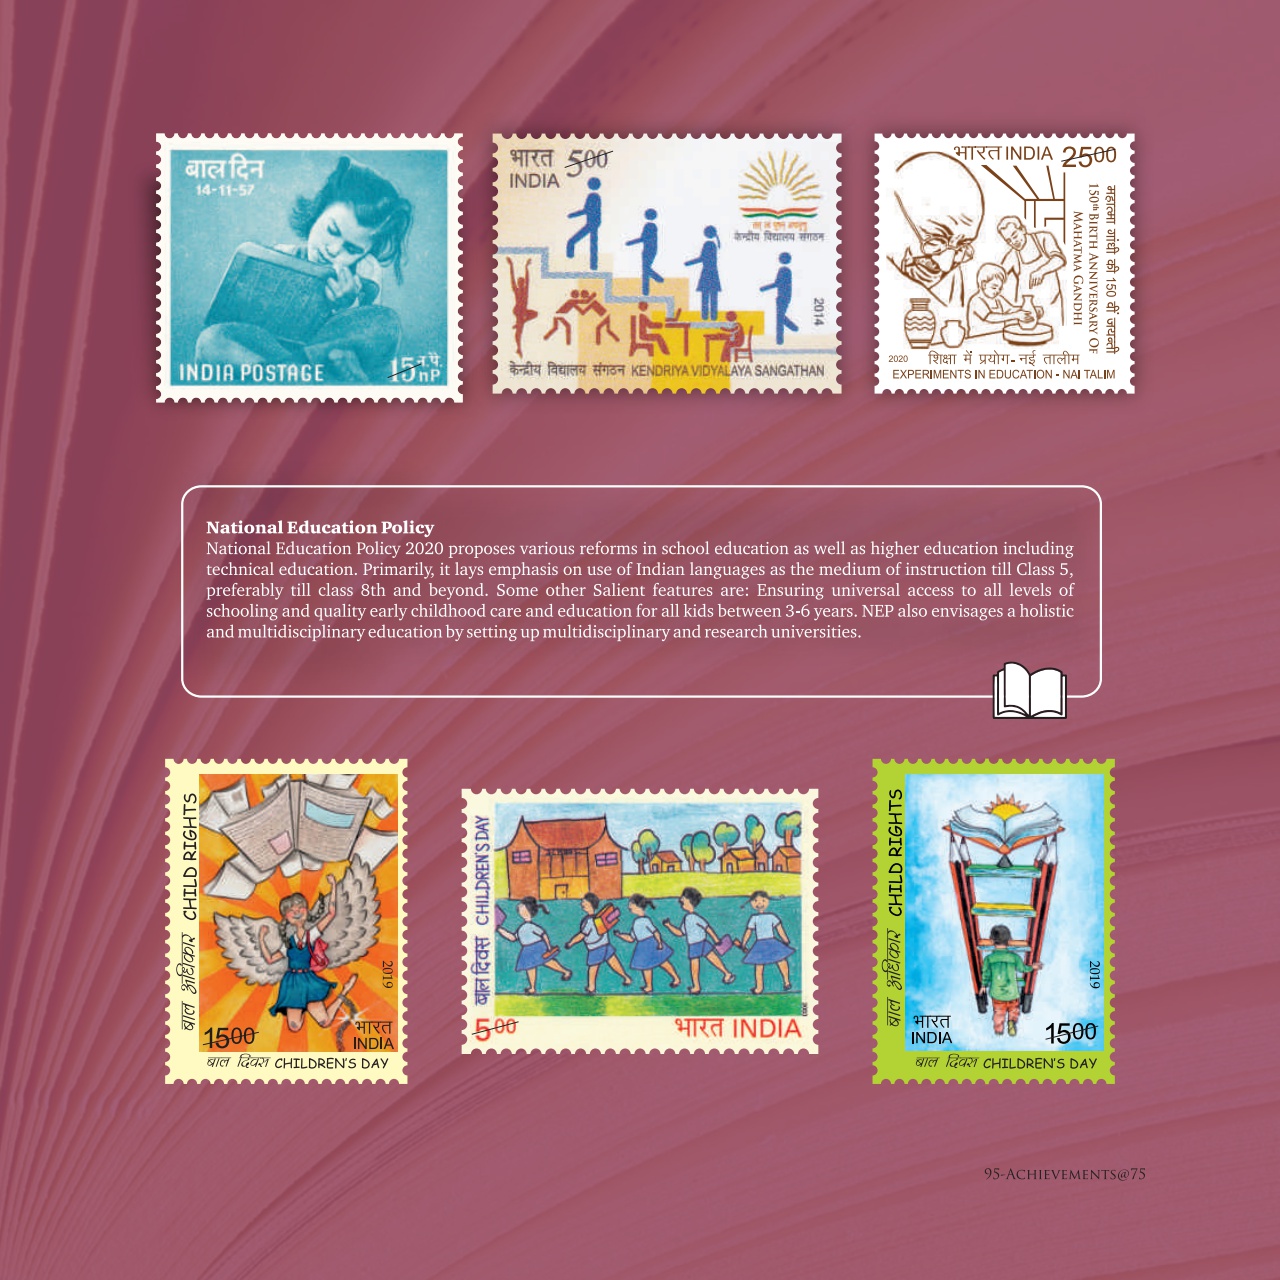 बाल दिन
14-11-57
INDIA POSTAGE
15 न.पै.
nP
भारत 500
INDIA
केन्द्रीय विद्यालय संगठन
2014
केन्द्रीय विद्यालय संगठन KENDRIYA VIDYALAYA SANGATHAN
भारत INDIA 2500
महात्मा गांधी की 150 वीं जयन्ती
150th BIRTH ANNIVERSARY OF
MAHATMA GANDHI
2020 शिक्षा में प्रयोग- नई तालीम
EXPERIMENTS IN EDUCATION - NAI TALIM
National Education Policy
National Education Policy 2020 proposes various reforms in school education as well as higher education including
technical education. Primarily, it lays emphasis on use of Indian languages as the medium of instruction till Class 5,
preferably till class 8th and beyond. Some other Salient features are: Ensuring universal access to all levels of
schooling and quality early childhood care and education for all kids between 3-6 years. NEP also envisages a holistic
and multidisciplinary education by setting up multidisciplinary and research universities.
बाल अधिकार CHILD RIGHTS
2019
1500
भारत
INDIA
बाल दिवस CHILDREN'S DAY
बाल दिवस CHILDREN'S DAY
500
भारत INDIA
बाल अधिकार CHILD RIGHTS
2019
भारत
INDIA
1500
बाल दिवस CHILDREN'S DAY
95-ACHIEVEMENTS@75